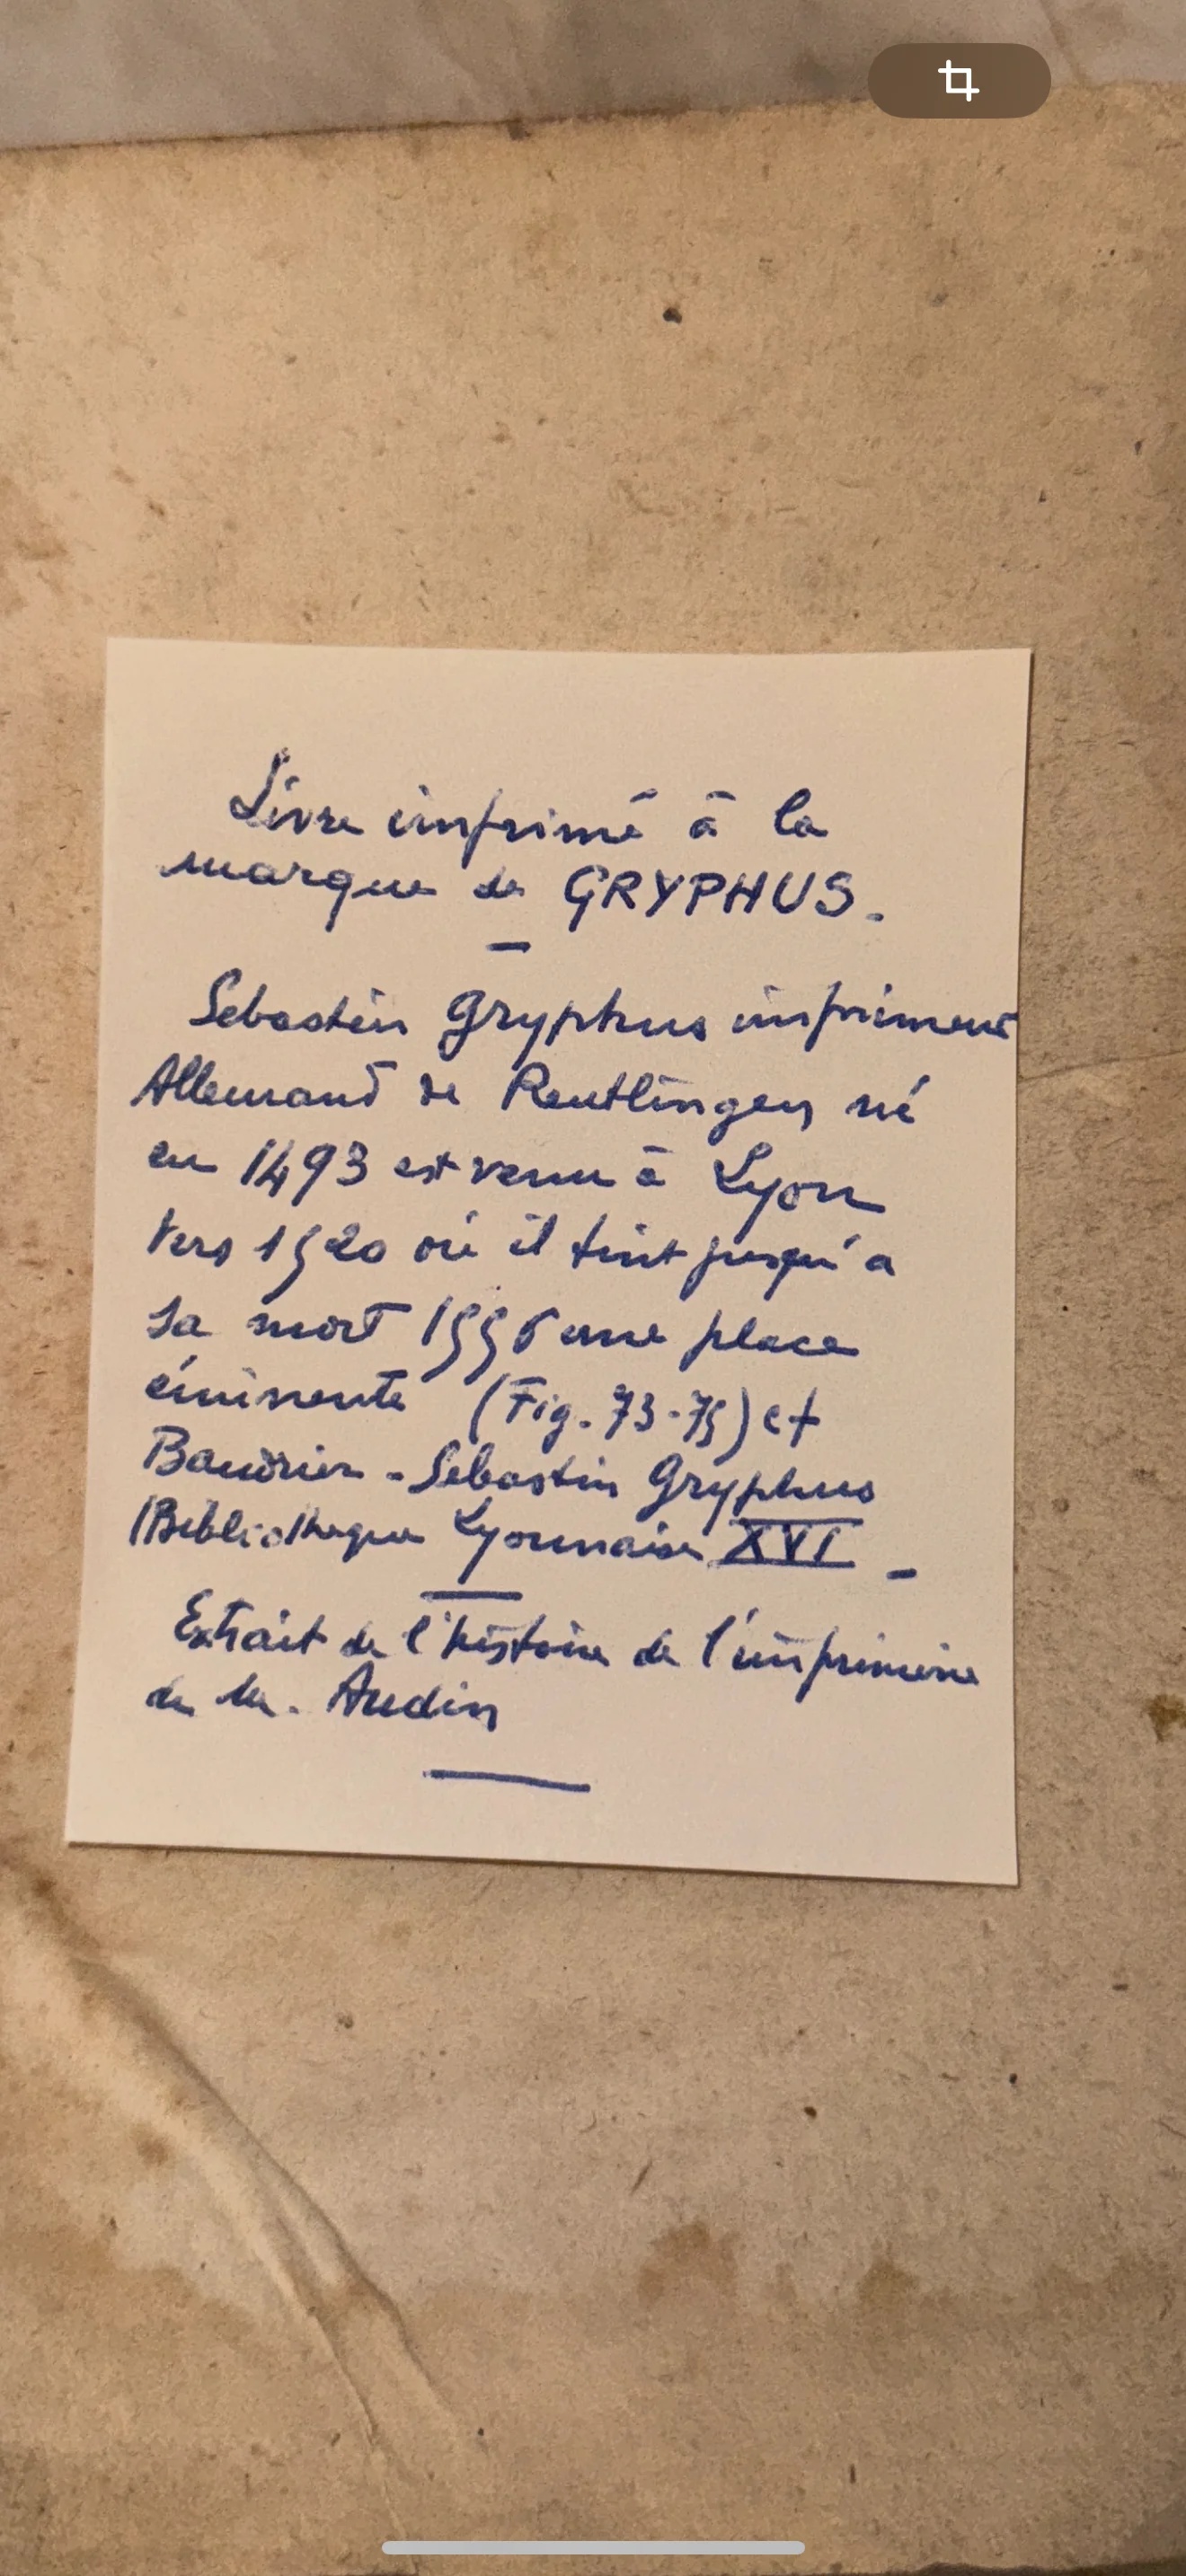 Livre imprimé à la
marque de GRYPHUS.
Sebastien Gryphus imprimeur
Allemand de Reutlingen né
en 1493 est venu à Lyon
vers 1520 où il tint jusqu'a
sa mort 1556 une place
éminente (Fig. 73-75) et
Baudrier - Sebastien Gryphus
(Bibliotheque Lyonnaise XVI -
Extrait de l'histoire de l'imprimerie
de M. Audin